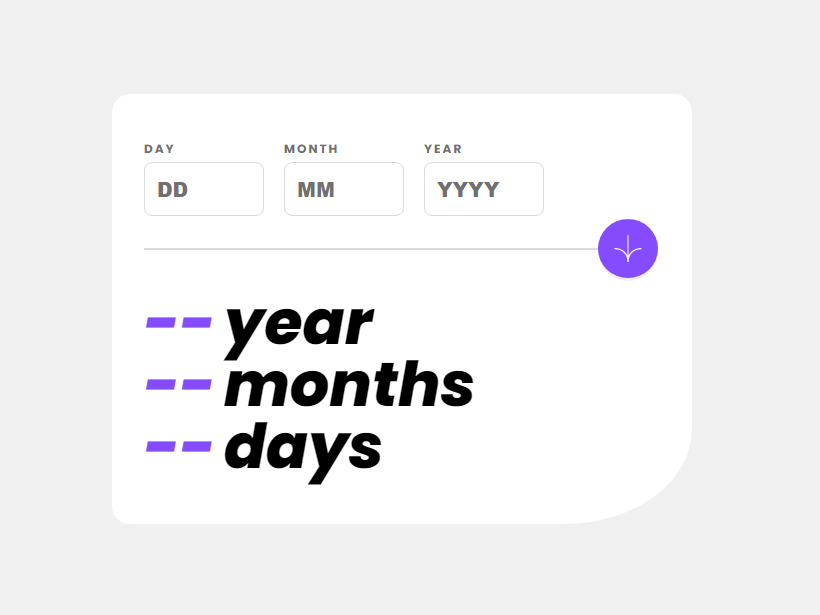 DAY MONTH YEAR
DD MM YYYY
-- year
-- months
-- days